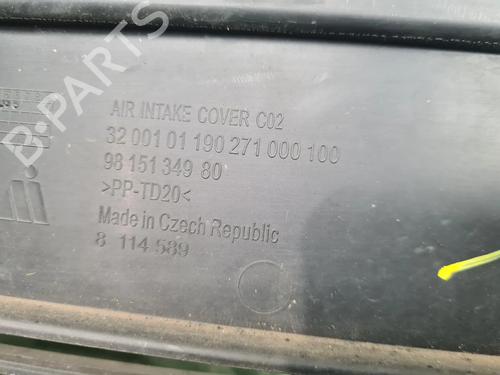 B-PARTS
AIR INTAKE COVER C02
32 001 01 190 271 000 100
98 151 349 80
>PP-TD20<
Made in Czech Republic
8 114 589